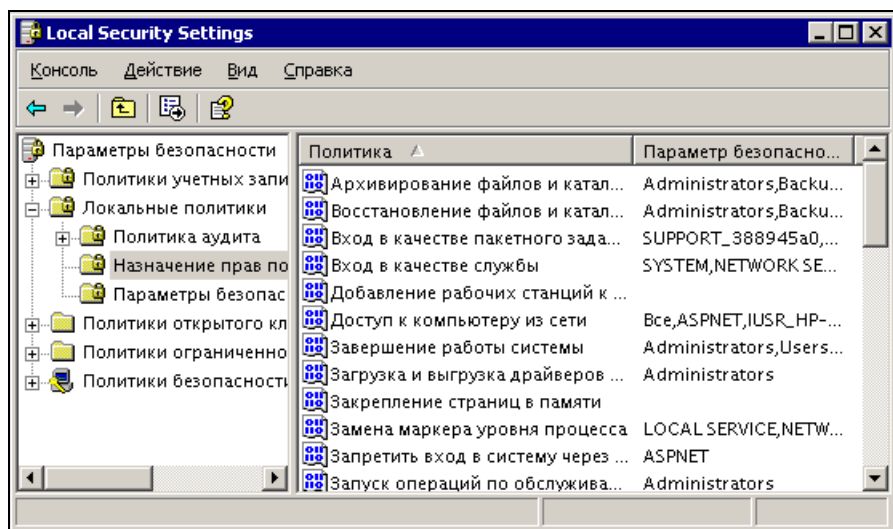 Local Security Settings
Консоль Действие Вид Справка
Параметры безопасности
Политики учетных запи
Локальные политики
Политика аудита
Назначение прав по
Параметры безопас
Политики открытого кл
Политики ограниченно
Политики безопасности
Политика Параметр безопасно...
Архивирование файлов и катал... Administrators,Backu...
Восстановление файлов и катал... Administrators,Backu...
Вход в качестве пакетного зада... SUPPORT_388945a0,...
Вход в качестве службы SYSTEM,NETWORK SE...
Добавление рабочих станций к ...
Доступ к компьютеру из сети Все,ASPNET,IUSR_HP-...
Завершение работы системы Administrators,Users...
Загрузка и выгрузка драйверов ... Administrators
Закрепление страниц в памяти
Замена маркера уровня процесса LOCAL SERVICE,NETW...
Запретить вход в систему через ... ASPNET
Запуск операций по обслужива... Administrators